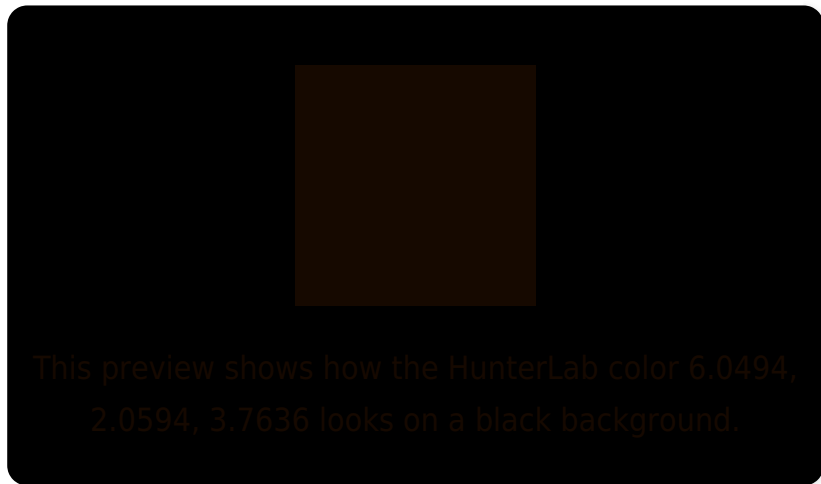 This preview shows how the HunterLab color 6.0494,
2.0594, 3.7636 looks on a black background.